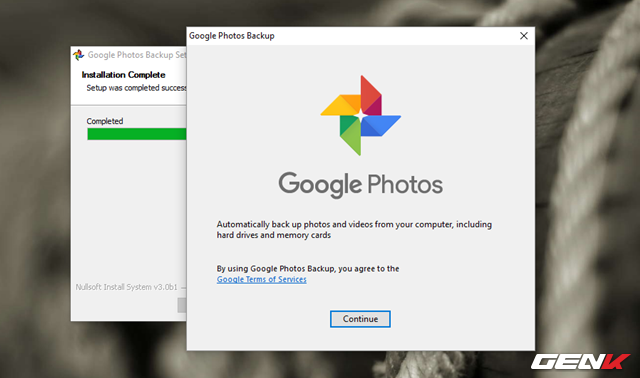 Google Photos Backup Set
Installation Complete
Setup was completed success
Completed
Nullsoft Install System v3.0b1
Google Photos Backup
Google Photos
Automatically back up photos and videos from your computer, including
hard drives and memory cards
By using Google Photos Backup, you agree to the
Google Terms of Services
Continue
GENK